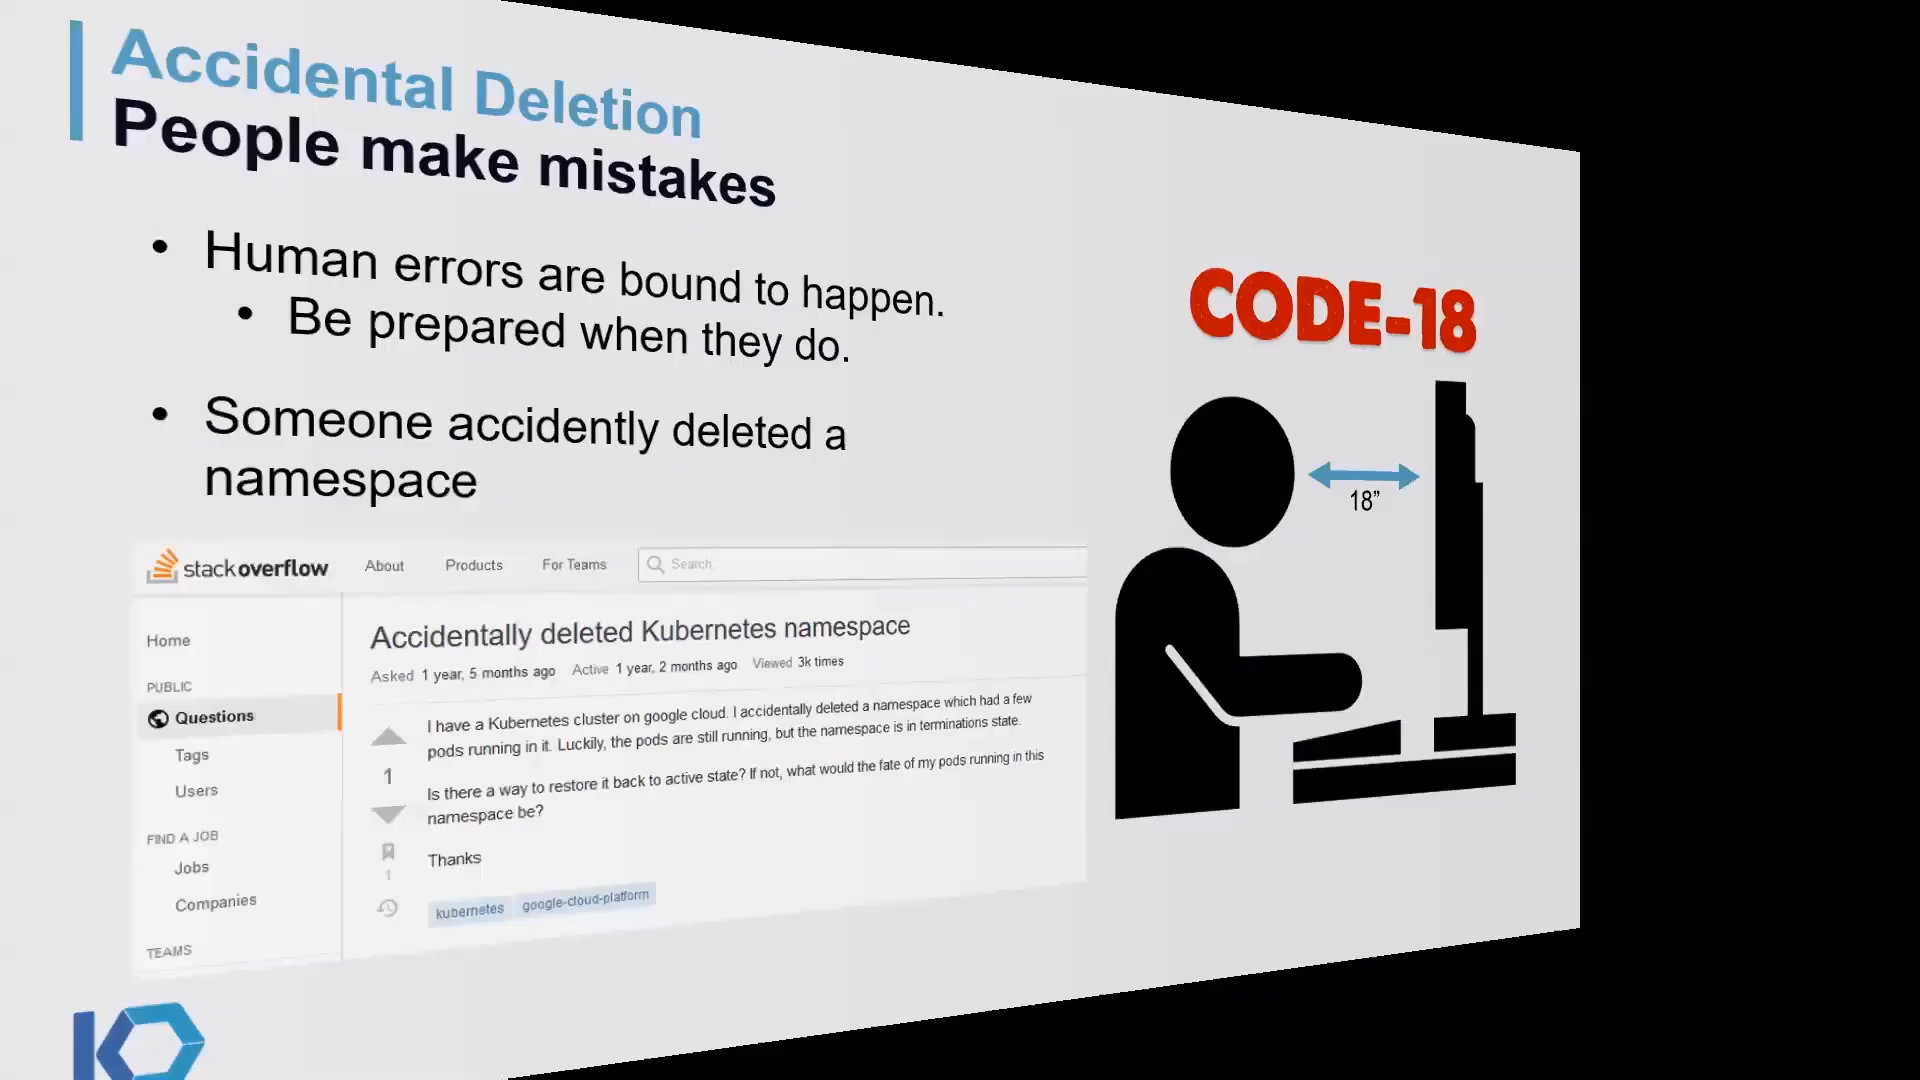 Accidental Deletion
People make mistakes
• Human errors are bound to happen.
• Be prepared when they do.
• Someone accidently deleted a
namespace
CODE-18
18”
stackoverflow
About
Products
For Teams
Search
Home
PUBLIC
Questions
Tags
Users
FIND A JOB
Jobs
Companies
TEAMS
Accidentally deleted Kubernetes namespace
Asked 1 year, 5 months ago Active 1 year, 2 months ago Viewed 3k times
I have a Kubernetes cluster on google cloud. I accidentally deleted a namespace which had a few
pods running in it. Luckily, the pods are still running, but the namespace is in terminations state.
1
Is there a way to restore it back to active state? If not, what would the fate of my pods running in this
namespace be?
Thanks
1
kubernetes google-cloud-platform